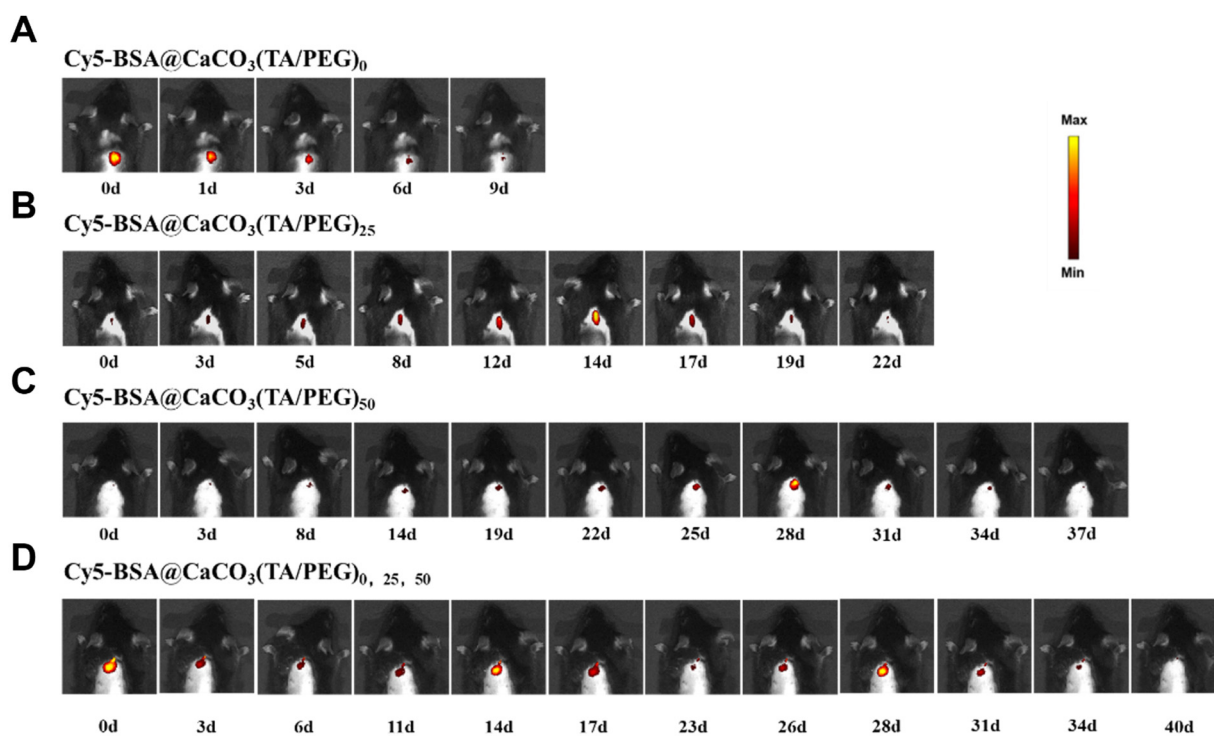 A
Cy5-BSA@CaCO₃(TA/PEG)₀
0d 1d 3d 6d 9d
Max
Min
B
Cy5-BSA@CaCO₃(TA/PEG)₂₅
0d 3d 5d 8d 12d 14d 17d 19d 22d
C
Cy5-BSA@CaCO₃(TA/PEG)₅₀
0d 3d 8d 14d 19d 22d 25d 28d 31d 34d 37d
D
Cy5-BSA@CaCO₃(TA/PEG)₀, ₂₅, ₅₀
0d 3d 6d 11d 14d 17d 23d 26d 28d 31d 34d 40d